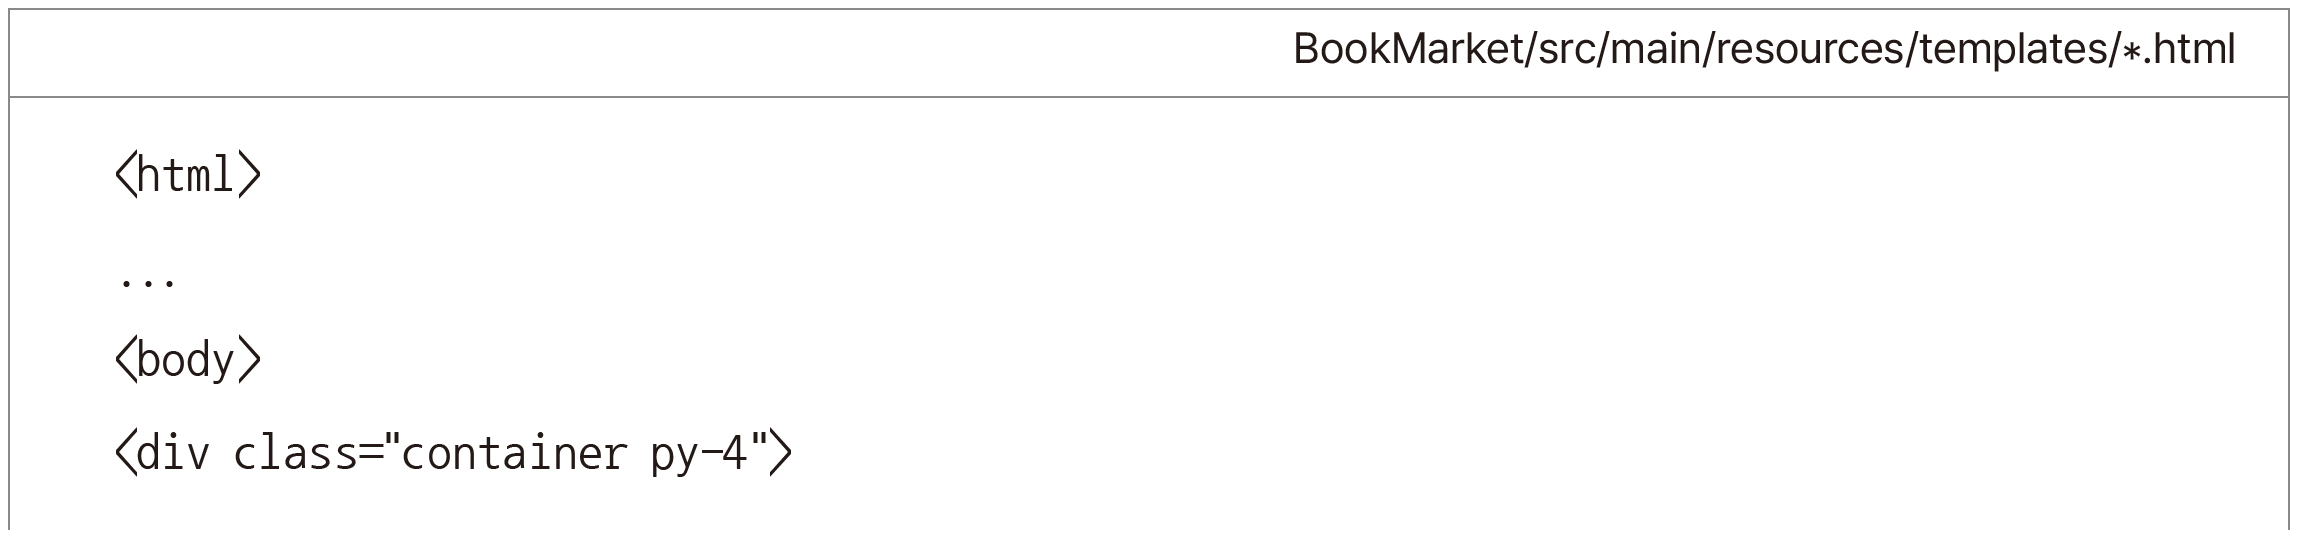 BookMarket/src/main/resources/templates/*.html
<html>
...
<body>
<div class="container py-4">